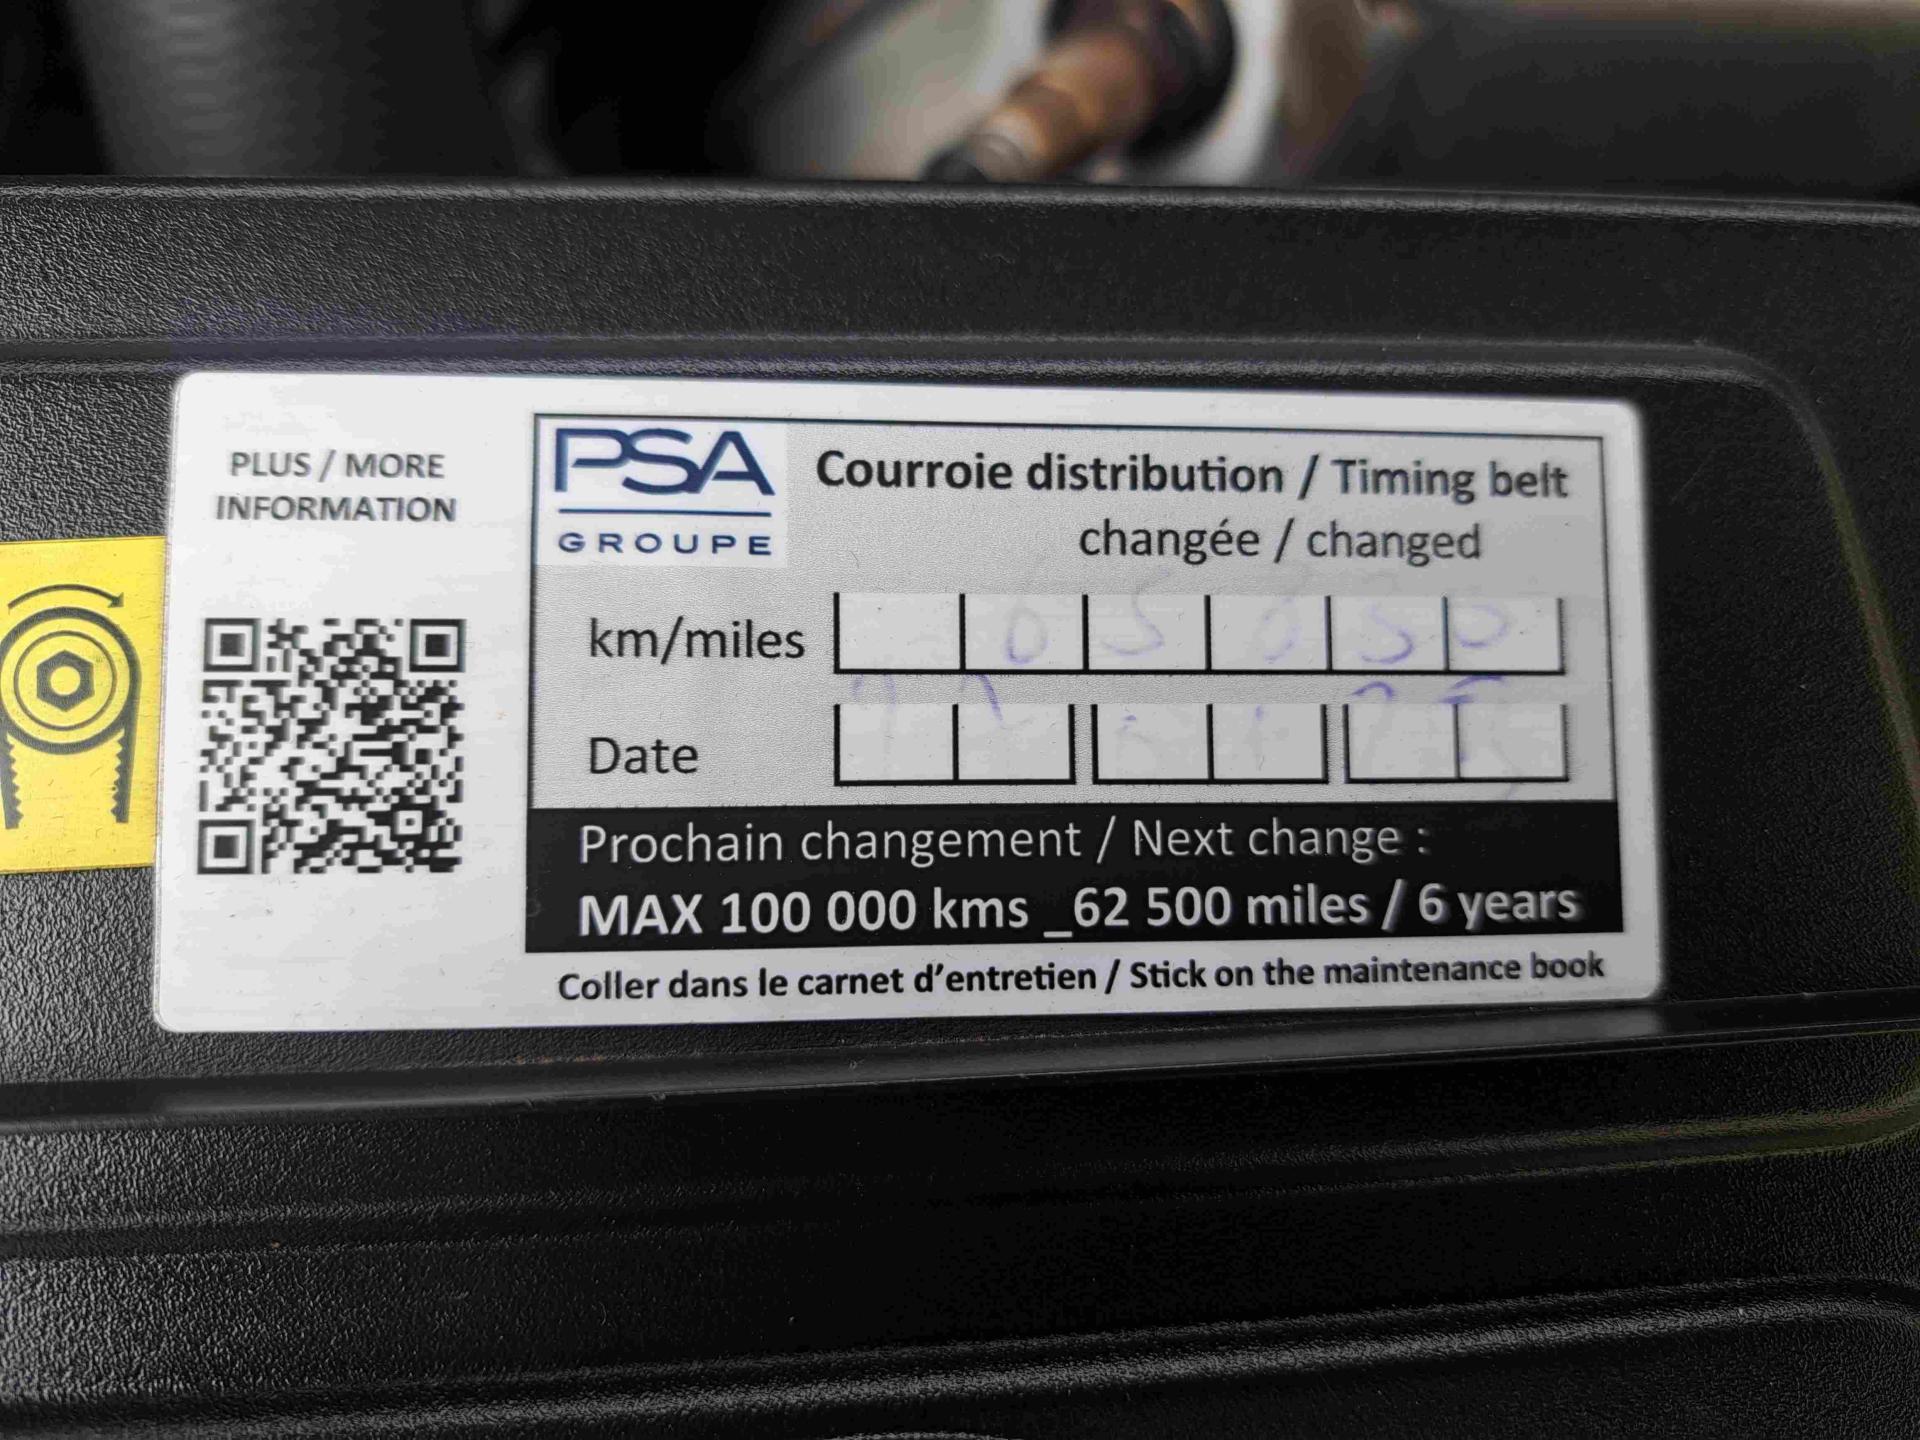 PLUS / MORE
INFORMATION
PSA
GROUPE
Courroie distribution / Timing belt
changée / changed
km/miles
Date
Prochain changement / Next change :
MAX 100 000 kms _62 500 miles / 6 years
Coller dans le carnet d'entretien / Stick on the maintenance book